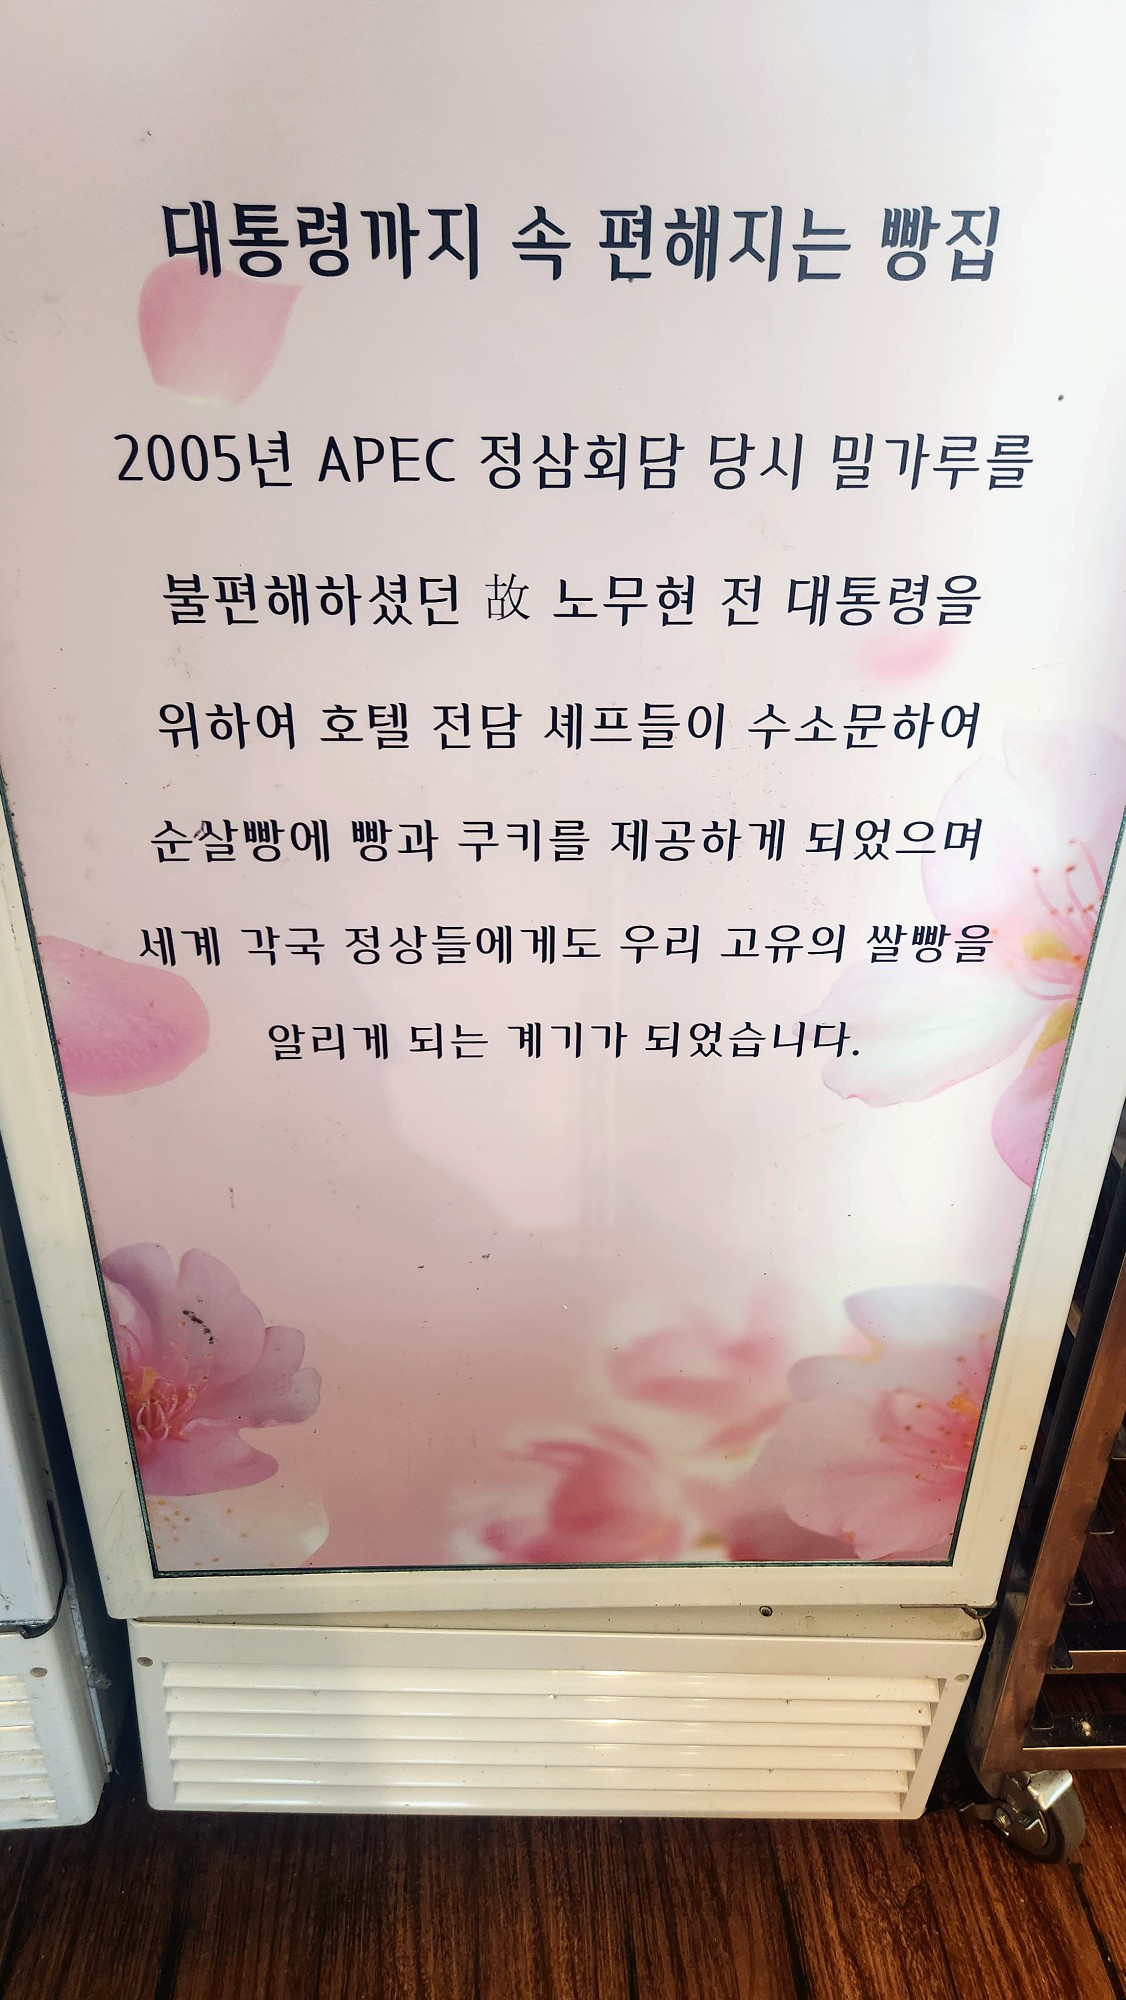 대통령까지 속 편해지는 빵집
2005년 APEC 정삼회담 당시 밀가루를
불편해하셨던 故 노무현 전 대통령을
위하여 호텔 전담 셰프들이 수소문하여
순살빵에 빵과 쿠키를 제공하게 되었으며
세계 각국 정상들에게도 우리 고유의 쌀빵을
알리게 되는 계기가 되었습니다.